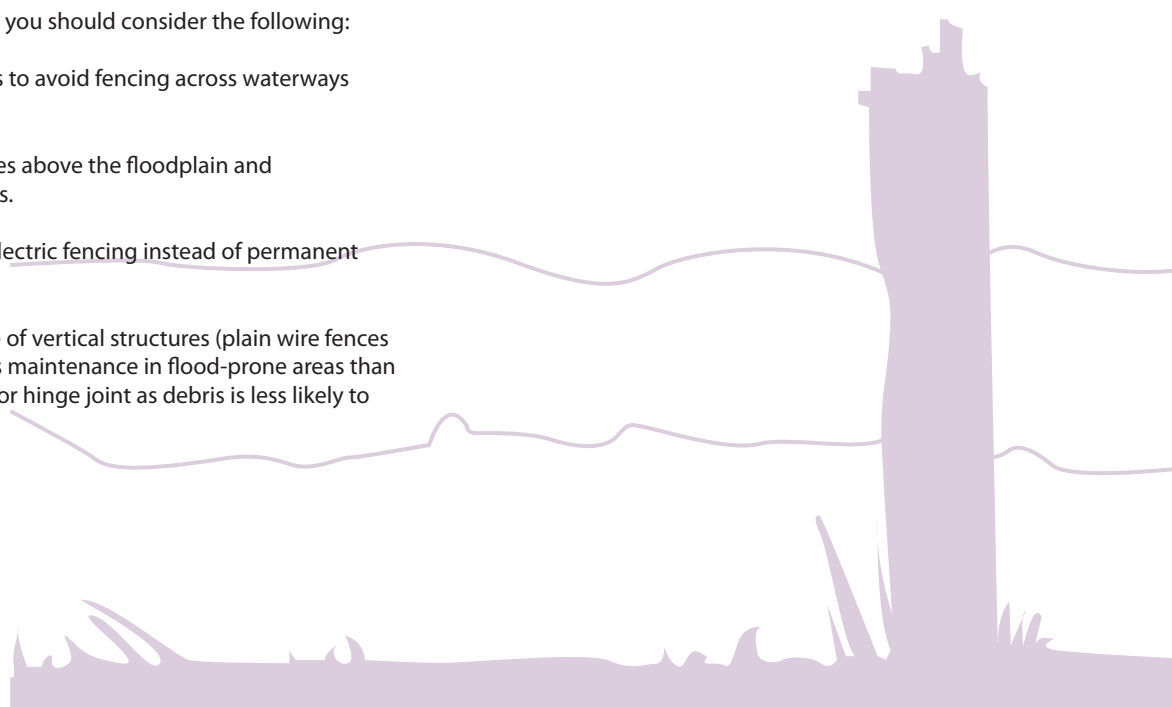 you should consider the following:
to avoid fencing across waterways
above the floodplain and
electric fencing instead of permanent
of vertical structures (plain wire fences
maintenance in flood-prone areas than
or hinge joint as debris is less likely to